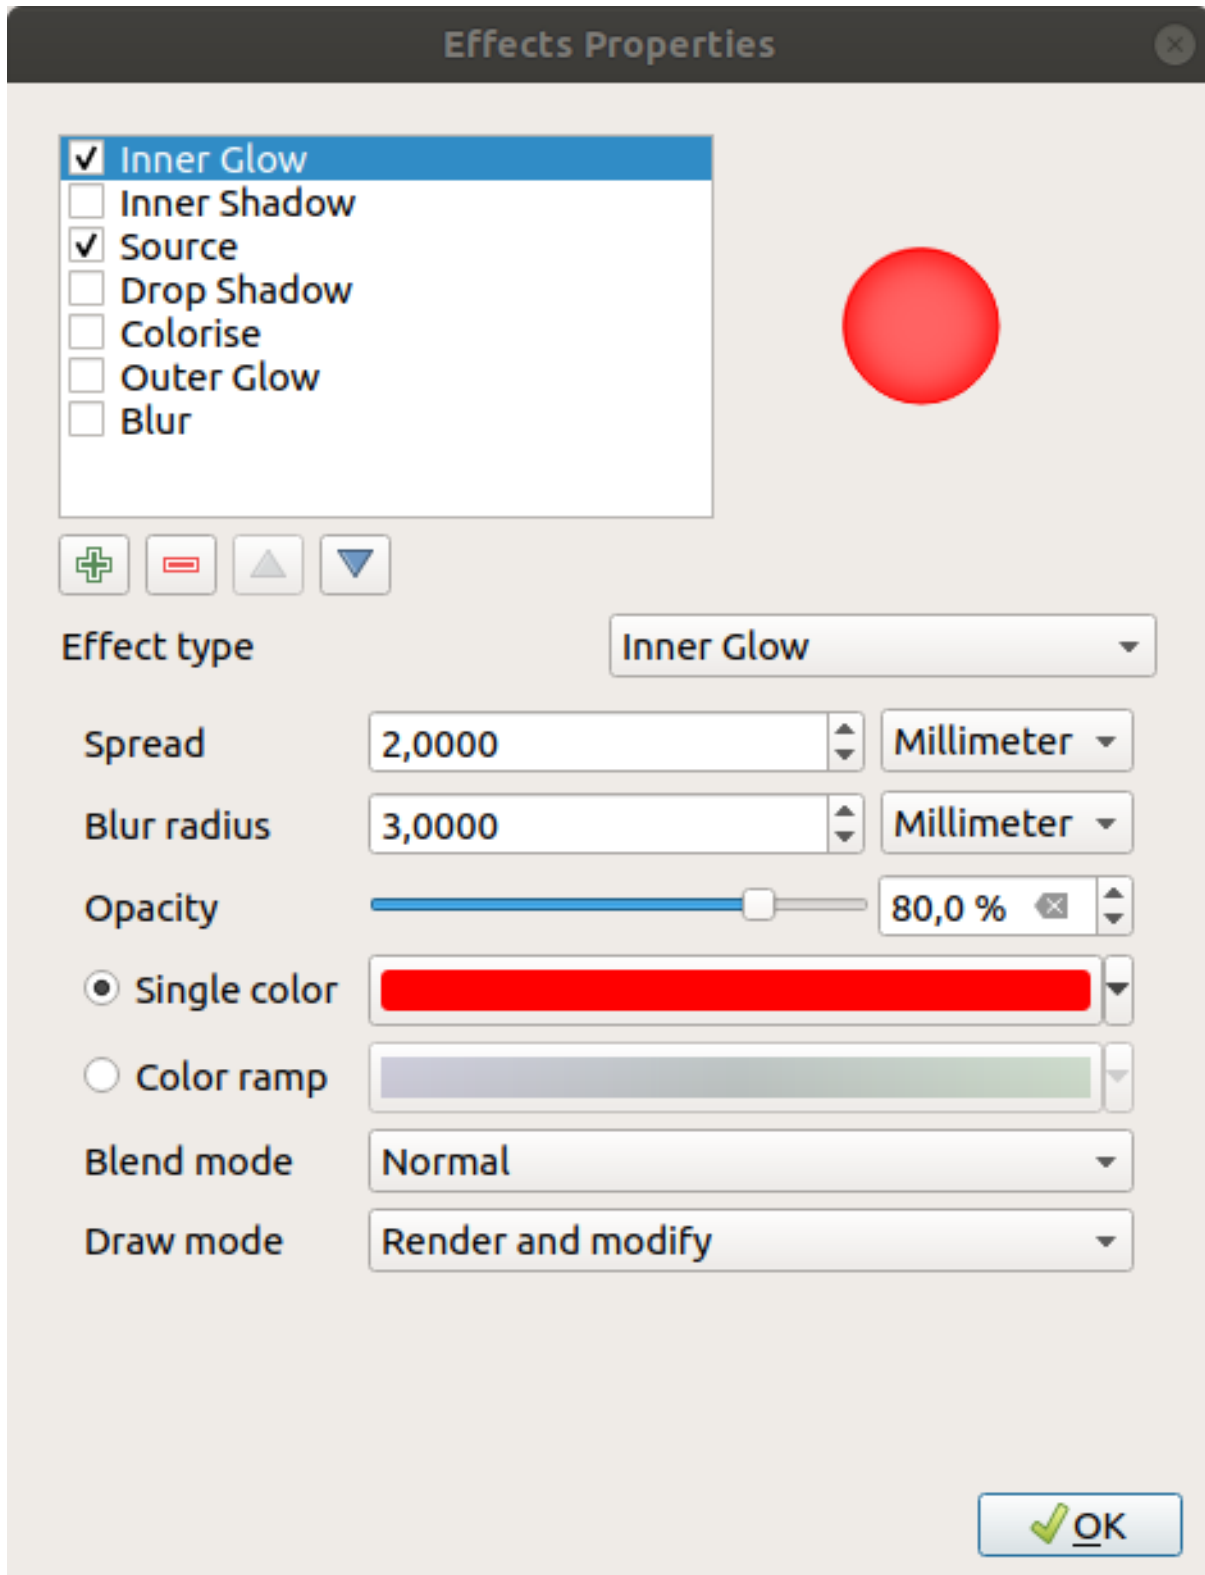 Effects Properties
Inner Glow
Inner Shadow
Source
Drop Shadow
Colorise
Outer Glow
Blur
Effect type Inner Glow
Spread 2,0000 Millimeter
Blur radius 3,0000 Millimeter
Opacity 80,0 %
Single color
Color ramp
Blend mode Normal
Draw mode Render and modify
OK